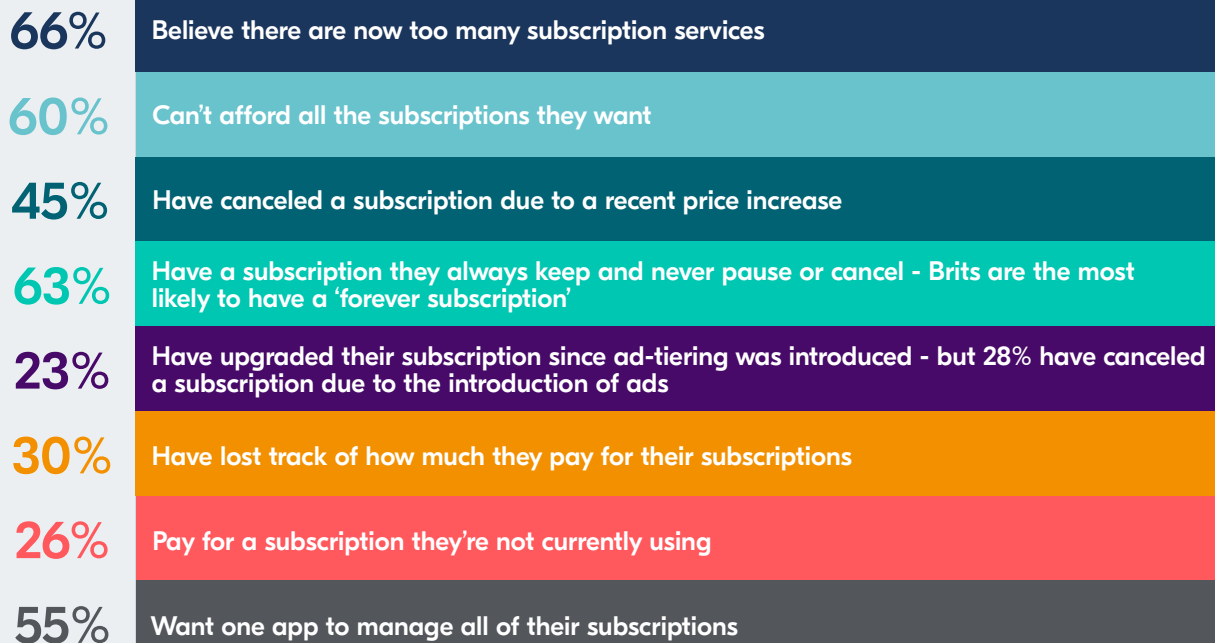 66% Believe there are now too many subscription services
60% Can't afford all the subscriptions they want
45% Have canceled a subscription due to a recent price increase
63% Have a subscription they always keep and never pause or cancel - Brits are the most
likely to have a ‘forever subscription’
23% Have upgraded their subscription since ad-tiering was introduced - but 28% have canceled
a subscription due to the introduction of ads
30% Have lost track of how much they pay for their subscriptions
26% Pay for a subscription they’re not currently using
55% Want one app to manage all of their subscriptions